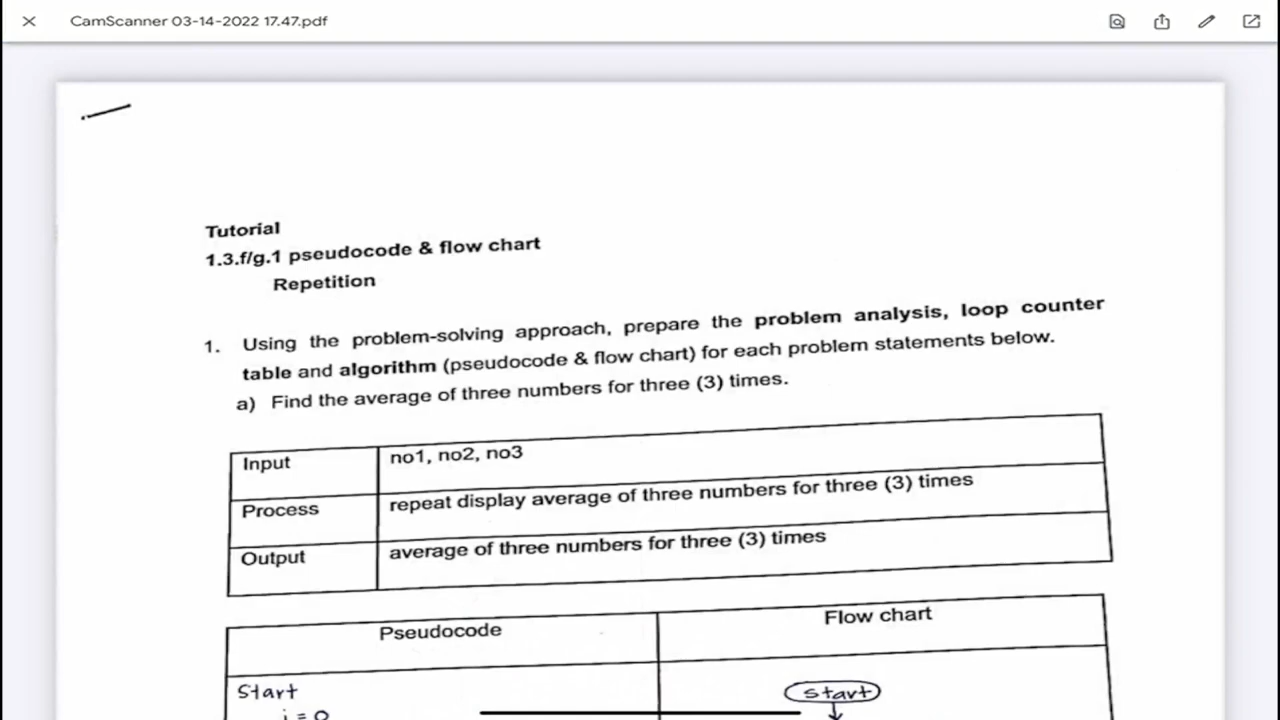 CamScanner 03-14-2022 17.47.pdf
Tutorial
1.3.f/g.1 pseudocode & flow chart
Repetition
1. Using the problem-solving approach, prepare the problem analysis, loop counter
table and algorithm (pseudocode & flow chart) for each problem statements below.
a) Find the average of three numbers for three (3) times.
Input no1, no2, no3
Process repeat display average of three numbers for three (3) times
Output average of three numbers for three (3) times
Pseudocode Flow chart
Start start
i = 0